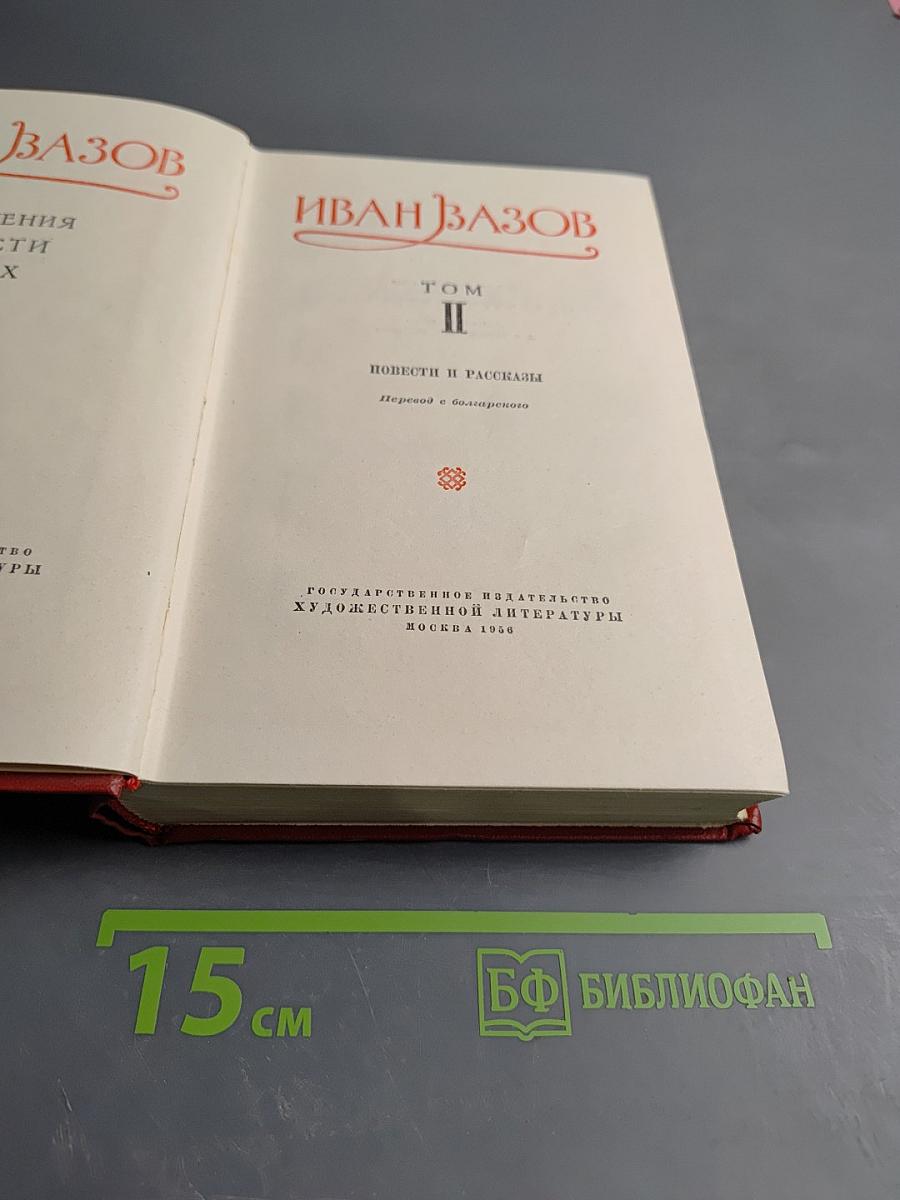 ВАЗОВ
ЕНИЯ
СТИ
Х
ТВО
УРЫ
ИВАН ВАЗОВ
ТОМ
II
ПОВЕСТИ И РАССКАЗЫ
Перевод с болгарского
ГОСУДАРСТВЕННОЕ ИЗДАТЕЛЬСТВО
ХУДОЖЕСТВЕННОЙ ЛИТЕРАТУРЫ
МОСКВА 1956
15 см
БФ БИБЛИОФАН